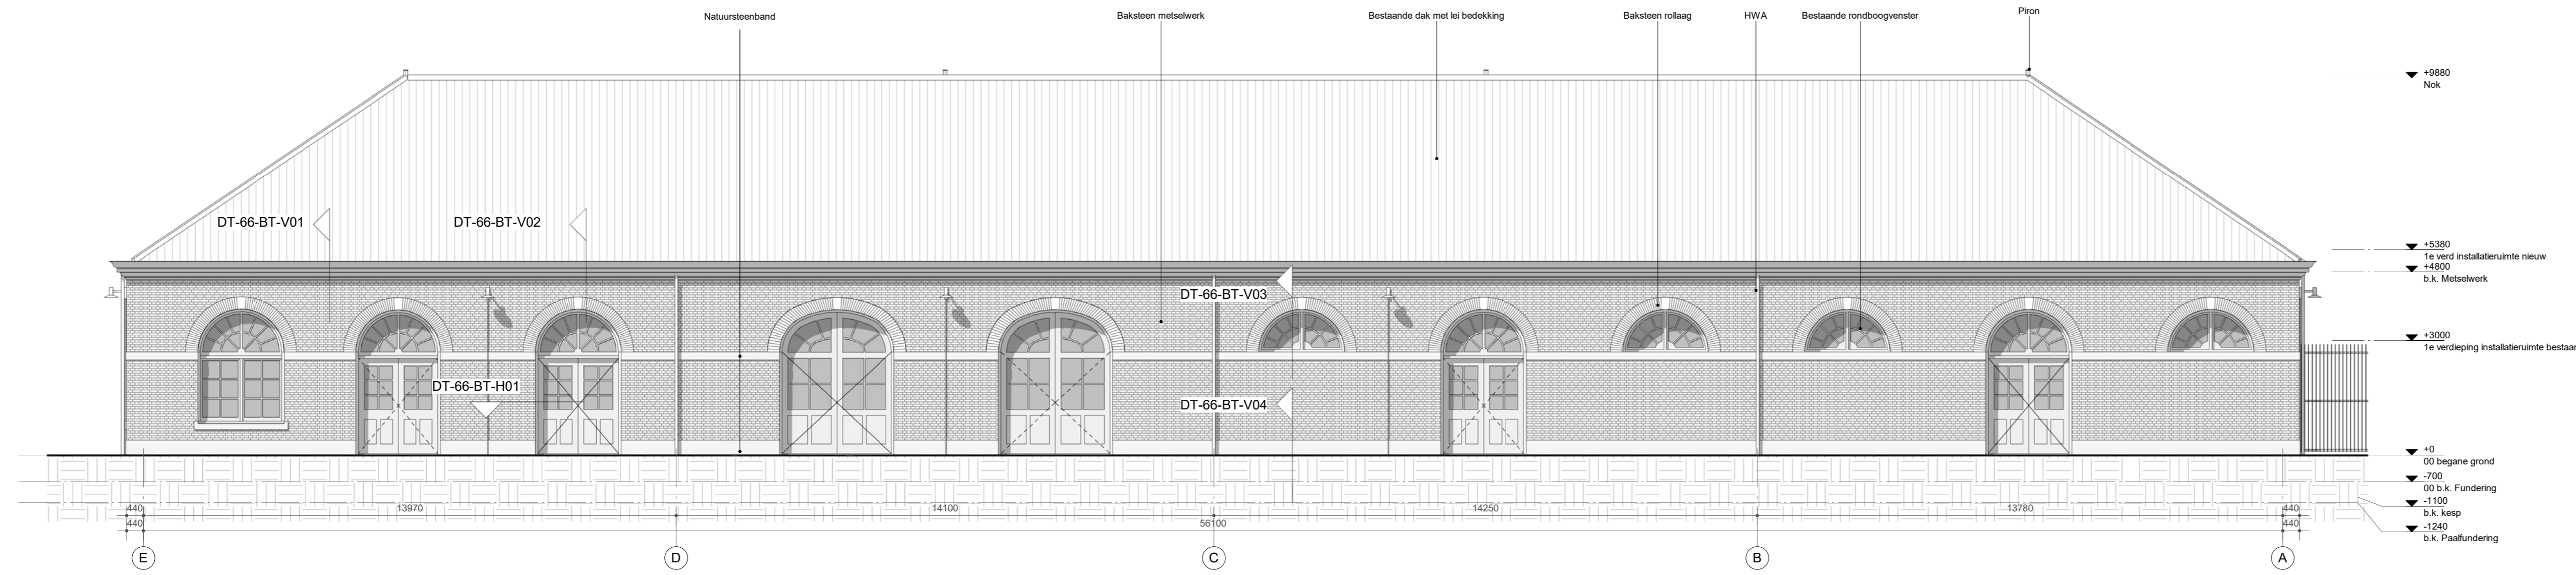 Natuursteenband
Baksteen metselwerk
Bestaande dak met lei bedekking
Baksteen rollaag
HWA
Bestaande rondboogvenster
Piron
+9880
Nok
DT-66-BT-V01
DT-66-BT-V02
+5380
1e verd installatieruimte nieuw
+4800
b.k. Metselwerk
DT-66-BT-V03
+3000
1e verdieping installatieruimte bestaan
DT-66-BT-H01
DT-66-BT-V04
+0
00 begane grond
-700
00 b.k. Fundering
-1100
b.k. kesp
-1240
b.k. Paalfundering
440
13970
14100
14250
13780
440
440
56100
440
E
D
C
B
A